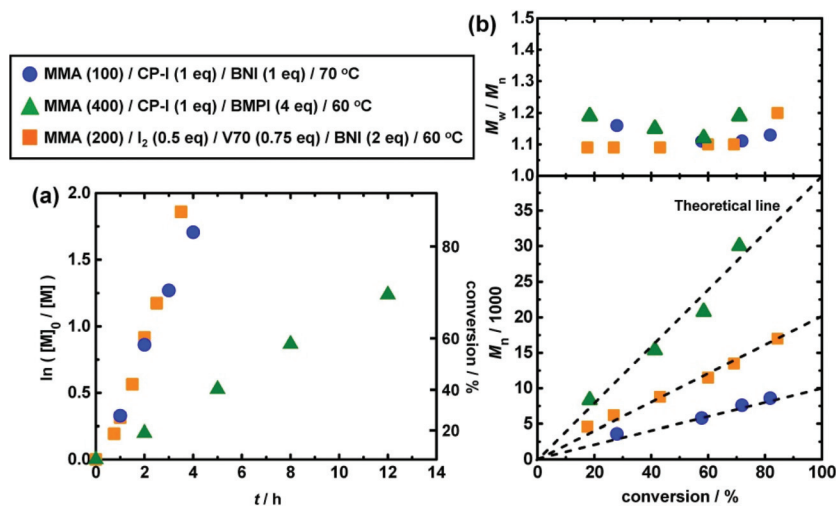 MMA (100) / CP-I (1 eq) / BNI (1 eq) / 70 °C
MMA (400) / CP-I (1 eq) / BMPI (4 eq) / 60 °C
MMA (200) / I₂ (0.5 eq) / V70 (0.75 eq) / BNI (2 eq) / 60 °C
(a)
2.0
1.5
1.0
0.5
0.0
ln ( [M]₀ / [M] )
80
60
40
20
conversion / %
0 2 4 6 8 10 12 14
t / h
(b)
1.5
1.4
1.3
1.2
1.1
1.0
Mw / Mn
Theoretical line
35
30
25
20
15
10
5
0
Mn / 1000
0 20 40 60 80 100
conversion / %